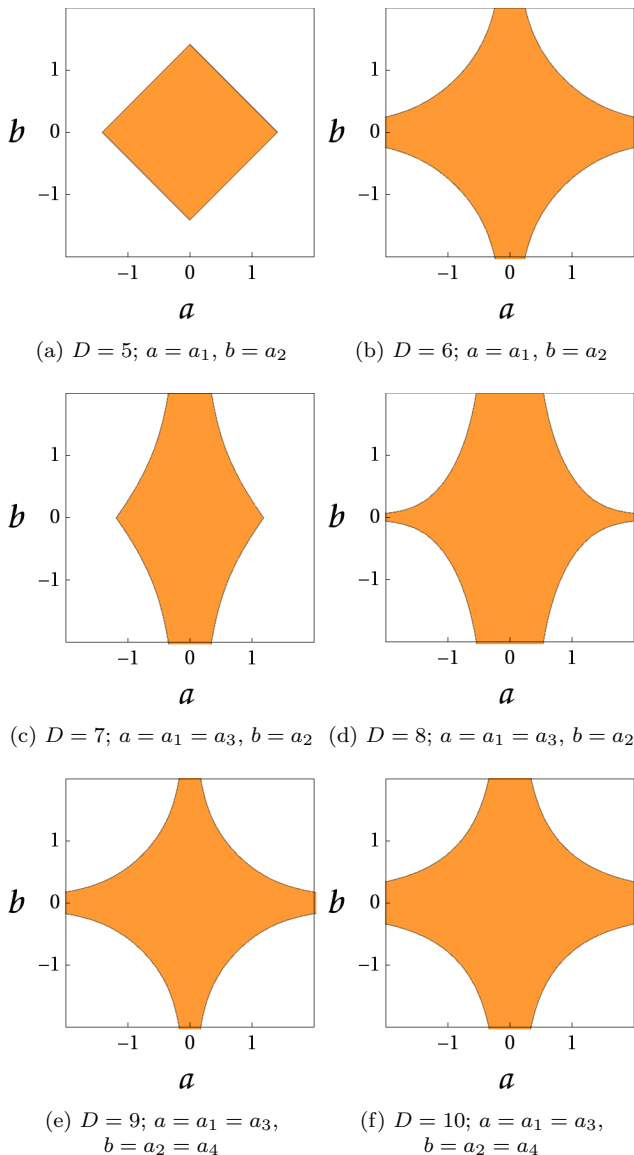 1
1
b
0
b
0
−1
−1
−1
0
1
−1
0
1
a
a
(a) D = 5; a = a₁, b = a₂
(b) D = 6; a = a₁, b = a₂
1
1
b
0
b
0
−1
−1
−1
0
1
−1
0
1
a
a
(c) D = 7; a = a₁ = a₃, b = a₂
(d) D = 8; a = a₁ = a₃, b = a₂
1
1
b
0
b
0
−1
−1
−1
0
1
−1
0
1
a
a
(e) D = 9; a = a₁ = a₃,
b = a₂ = a₄
(f) D = 10; a = a₁ = a₃,
b = a₂ = a₄